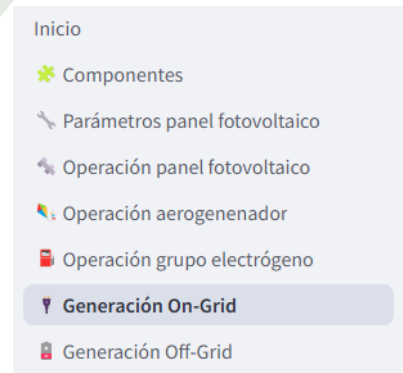 Inicio
Componentes
Parámetros panel fotovoltaico
Operación panel fotovoltaico
Operación aerogenenador
Operación grupo electrógeno
Generación On-Grid
Generación Off-Grid